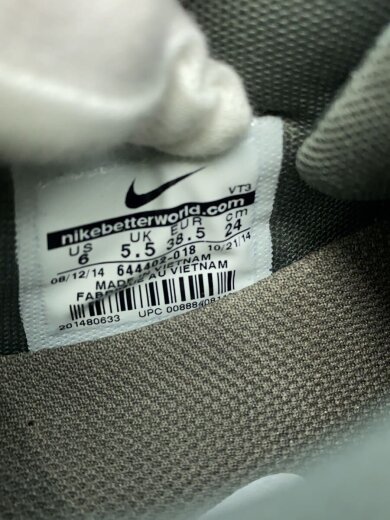 VT3
nikebetterworld.com
US UK EUR cm
6 5.5 38.5 24
08/12/14 644402-018 10/21/14
MADE AU VIETNAM
201480633 UPC